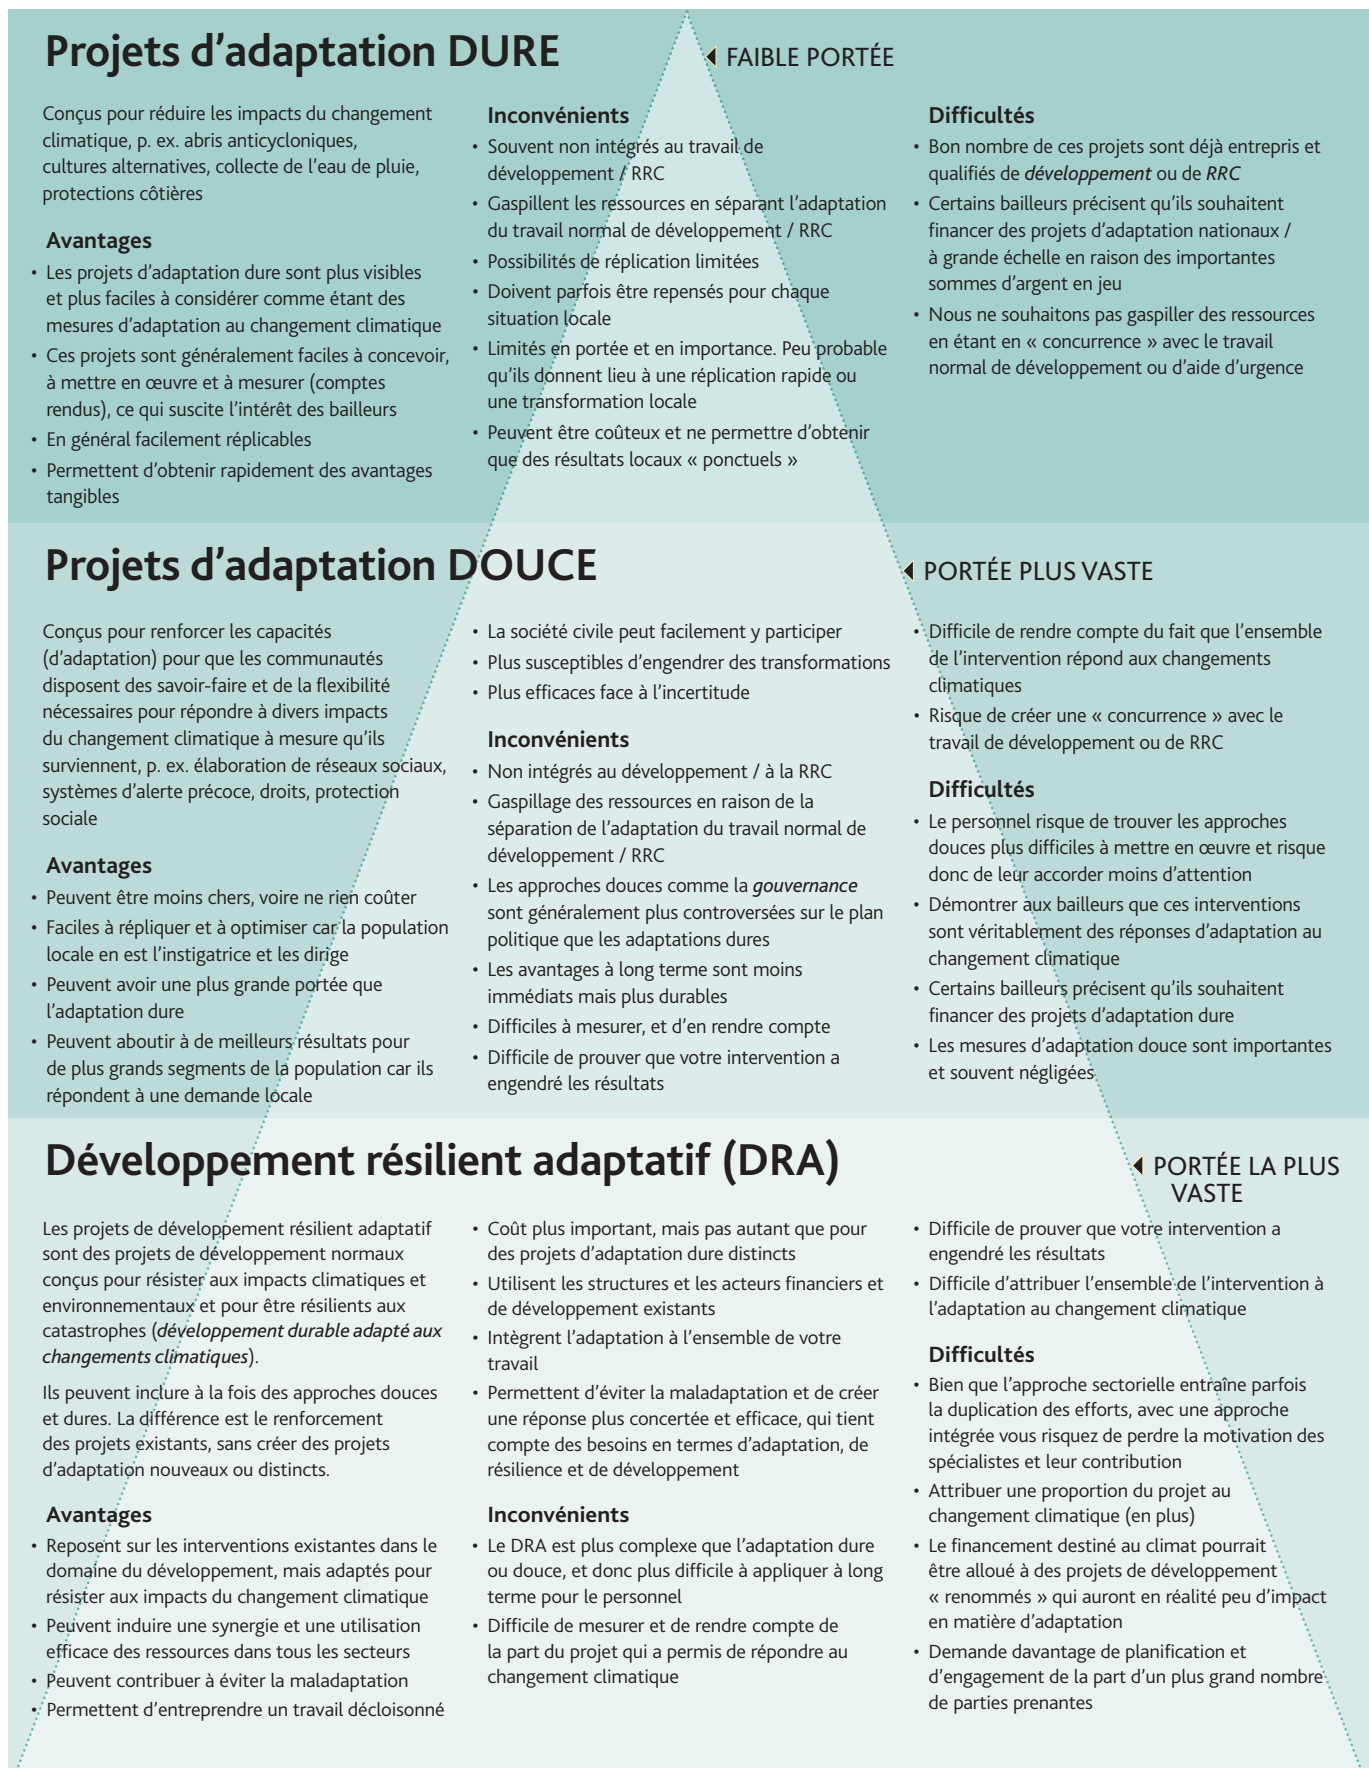 Projets d'adaptation DURE
FAIBLE PORTÉE
Conçus pour réduire les impacts du changement
climatique, p. ex. abris anticycloniques,
cultures alternatives, collecte de l'eau de pluie,
protections côtières
Avantages
• Les projets d'adaptation dure sont plus visibles
et plus faciles à considérer comme étant des
mesures d'adaptation au changement climatique
• Ces projets sont généralement faciles à concevoir,
à mettre en œuvre et à mesurer (comptes
rendus), ce qui suscite l'intérêt des bailleurs
• En général facilement réplicables
• Permettent d'obtenir rapidement des avantages
tangibles
Inconvénients
• Souvent non intégrés au travail de
développement / RRC
• Gaspillent les ressources en séparant l'adaptation
du travail normal de développement / RRC
• Possibilités de réplication limitées
• Doivent parfois être repensés pour chaque
situation locale
• Limités en portée et en importance. Peu probable
qu'ils donnent lieu à une réplication rapide ou
une transformation locale
• Peuvent être coûteux et ne permettre d'obtenir
que des résultats locaux « ponctuels »
Difficultés
• Bon nombre de ces projets sont déjà entrepris et
qualifiés de développement ou de RRC
• Certains bailleurs précisent qu'ils souhaitent
financer des projets d'adaptation nationaux /
à grande échelle en raison des importantes
sommes d'argent en jeu
• Nous ne souhaitons pas gaspiller des ressources
en étant en « concurrence » avec le travail
normal de développement ou d'aide d'urgence
Projets d'adaptation DOUCE
PORTÉE PLUS VASTE
Conçus pour renforcer les capacités
(d'adaptation) pour que les communautés
disposent des savoir-faire et de la flexibilité
nécessaires pour répondre à divers impacts
du changement climatique à mesure qu'ils
surviennent, p. ex. élaboration de réseaux sociaux,
systèmes d'alerte précoce, droits, protection
sociale
Avantages
• Peuvent être moins chers, voire ne rien coûter
• Faciles à répliquer et à optimiser car la population
locale en est l'instigatrice et les dirige
• Peuvent avoir une plus grande portée que
l'adaptation dure
• Peuvent aboutir à de meilleurs résultats pour
de plus grands segments de la population car ils
répondent à une demande locale
• La société civile peut facilement y participer
• Plus susceptibles d'engendrer des transformations
• Plus efficaces face à l'incertitude
Inconvénients
• Non intégrés au développement / à la RRC
• Gaspillage des ressources en raison de la
séparation de l'adaptation du travail normal de
développement / RRC
• Les approches douces comme la gouvernance
sont généralement plus controversées sur le plan
politique que les adaptations dures
• Les avantages à long terme sont moins
immédiats mais plus durables
• Difficiles à mesurer, et d'en rendre compte
• Difficile de prouver que votre intervention a
engendré les résultats
• Difficile de rendre compte du fait que l'ensemble
de l'intervention répond aux changements
climatiques
• Risque de créer une « concurrence » avec le
travail de développement ou de RRC
Difficultés
• Le personnel risque de trouver les approches
douces plus difficiles à mettre en œuvre et risque
donc de leur accorder moins d'attention
• Démontrer aux bailleurs que ces interventions
sont véritablement des réponses d'adaptation au
changement climatique
• Certains bailleurs précisent qu'ils souhaitent
financer des projets d'adaptation dure
• Les mesures d'adaptation douce sont importantes
et souvent négligées
Développement résilient adaptatif (DRA)
PORTÉE LA PLUS
VASTE
Les projets de développement résilient adaptatif
sont des projets de développement normaux
conçus pour résister aux impacts climatiques et
environnementaux et pour être résilients aux
catastrophes (développement durable adapté aux
changements climatiques).
Ils peuvent inclure à la fois des approches douces
et dures. La différence est le renforcement
des projets existants, sans créer des projets
d'adaptation nouveaux ou distincts.
Avantages
• Reposent sur les interventions existantes dans le
domaine du développement, mais adaptés pour
résister aux impacts du changement climatique
• Peuvent induire une synergie et une utilisation
efficace des ressources dans tous les secteurs
• Peuvent contribuer à éviter la maladaptation
• Permettent d'entreprendre un travail décloisonné
• Coût plus important, mais pas autant que pour
des projets d'adaptation dure distincts
• Utilisent les structures et les acteurs financiers et
de développement existants
• Intègrent l'adaptation à l'ensemble de votre
travail
• Permettent d'éviter la maladaptation et de créer
une réponse plus concertée et efficace, qui tient
compte des besoins en termes d'adaptation, de
résilience et de développement
Inconvénients
• Le DRA est plus complexe que l'adaptation dure
ou douce, et donc plus difficile à appliquer à long
terme pour le personnel
• Difficile de mesurer et de rendre compte de
la part du projet qui a permis de répondre au
changement climatique
• Difficile de prouver que votre intervention a
engendré les résultats
• Difficile d'attribuer l'ensemble de l'intervention à
l'adaptation au changement climatique
Difficultés
• Bien que l'approche sectorielle entraîne parfois
la duplication des efforts, avec une approche
intégrée vous risquez de perdre la motivation des
spécialistes et leur contribution
• Attribuer une proportion du projet au
changement climatique (en plus)
• Le financement destiné au climat pourrait
être alloué à des projets de développement
« renommés » qui auront en réalité peu d'impact
en matière d'adaptation
• Demande davantage de planification et
d'engagement de la part d'un plus grand nombre
de parties prenantes